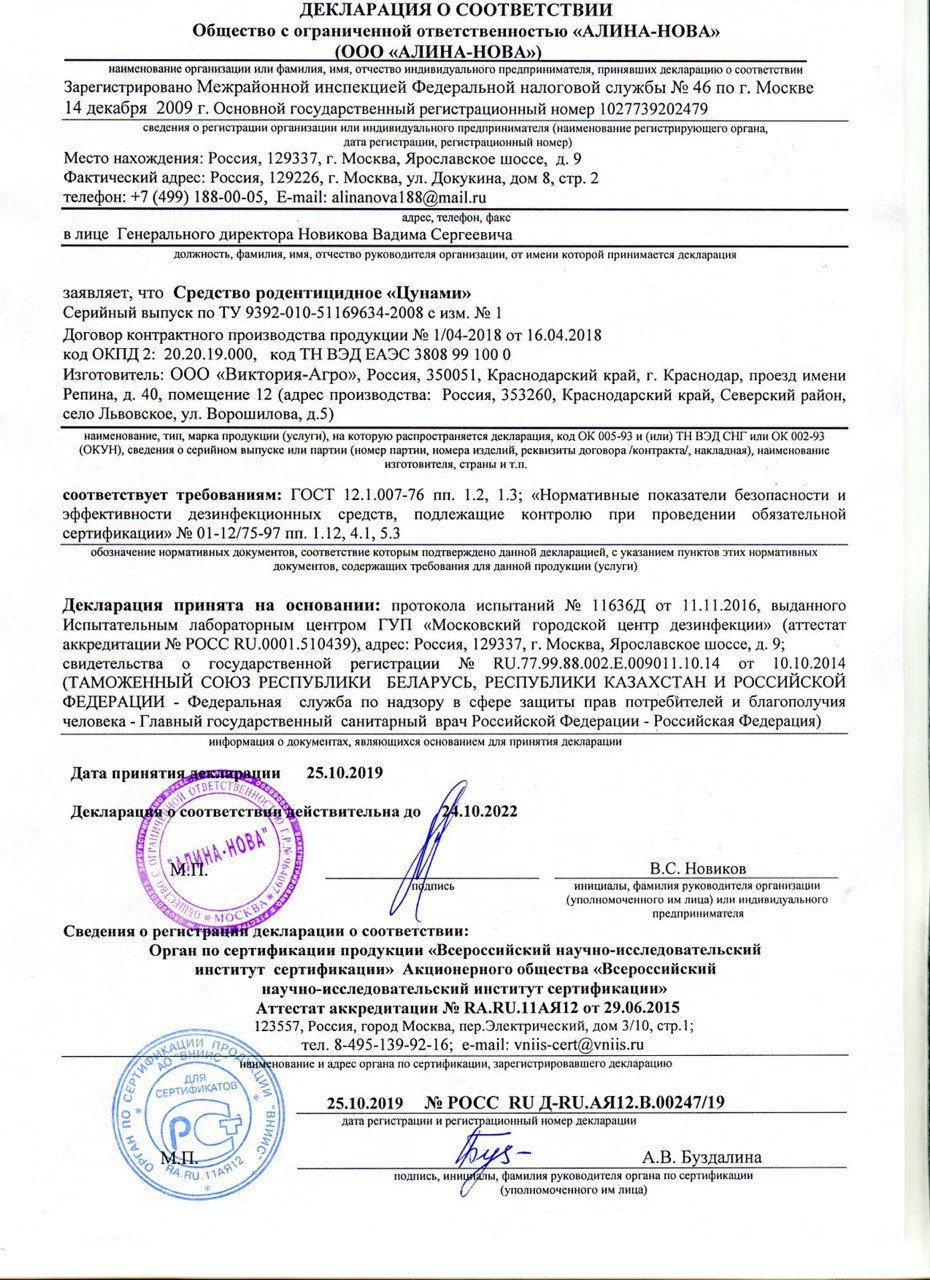 ДЕКЛАРАЦИЯ О СООТВЕТСТВИИ
Общество с ограниченной ответственностью «АЛИНА-НОВА»
(ООО «АЛИНА-НОВА»)
наименование организации или фамилия, имя, отчество индивидуального предпринимателя, принявших декларацию о соответствии
Зарегистрировано Межрайонной инспекцией Федеральной налоговой службы № 46 по г. Москве
14 декабря 2009 г. Основной государственный регистрационный номер 1027739202479
сведения о регистрации организации или индивидуального предпринимателя (наименование регистрирующего органа,
дата регистрации, регистрационный номер)
Место нахождения: Россия, 129337, г. Москва, Ярославское шоссе, д. 9
Фактический адрес: Россия, 129226, г. Москва, ул. Докукина, дом 8, стр. 2
телефон: +7 (499) 188-00-05, E-mail: alinanova188@mail.ru
адрес, телефон, факс
в лице Генерального директора Новикова Вадима Сергеевича
должность, фамилия, имя, отчество руководителя организации, от имени которой принимается декларация
заявляет, что Средство родентицидное «Цунами»
Серийный выпуск по ТУ 9392-010-51169634-2008 с изм. № 1
Договор контрактного производства продукции № 1/04-2018 от 16.04.2018
код ОКПД 2: 20.20.19.000, код ТН ВЭД ЕАЭС 3808 99 100 0
Изготовитель: ООО «Виктория-Агро», Россия, 350051, Краснодарский край, г. Краснодар, проезд имени
Репина, д. 40, помещение 12 (адрес производства: Россия, 353260, Краснодарский край, Северский район,
село Львовское, ул. Ворошилова, д.5)
наименование, тип, марка продукции (услуги), на которую распространяется декларация, код ОК 005-93 и (или) ТН ВЭД СНГ или ОК 002-93
(ОКУН), сведения о серийном выпуске или партии (номер партии, номера изделий, реквизиты договора /контракта/, накладная), наименование
изготовителя, страны и т.п.
соответствует требованиям: ГОСТ 12.1.007-76 пп. 1.2, 1.3; «Нормативные показатели безопасности и
эффективности дезинфекционных средств, подлежащие контролю при проведении обязательной
сертификации» № 01-12/75-97 пп. 1.12, 4.1, 5.3
обозначение нормативных документов, соответствие которым подтверждено данной декларацией, с указанием пунктов этих нормативных
документов, содержащих требования для данной продукции (услуги)
Декларация принята на основании: протокола испытаний № 11636Д от 11.11.2016, выданного
Испытательным лабораторным центром ГУП «Московский городской центр дезинфекции» (аттестат
аккредитации № РОСС RU.0001.510439), адрес: Россия, 129337, г. Москва, Ярославское шоссе, д. 9;
свидетельства о государственной регистрации № RU.77.99.88.002.Е.009011.10.14 от 10.10.2014
(ТАМОЖЕННЫЙ СОЮЗ РЕСПУБЛИКИ БЕЛАРУСЬ, РЕСПУБЛИКИ КАЗАХСТАН И РОССИЙСКОЙ
ФЕДЕРАЦИИ - Федеральная служба по надзору в сфере защиты прав потребителей и благополучия
человека - Главный государственный санитарный врач Российской Федерации - Российская Федерация)
информация о документах, являющихся основанием для принятия декларации
Дата принятия декларации 25.10.2019
Декларация о соответствии действительна до 24.10.2022
ОБЩЕСТВО С ОГРАНИЧЕННОЙ ОТВЕТСТВЕННОСТЬЮ
"АЛИНА-НОВА"
МОСКВА
М.П.
В.С. Новиков
подпись
инициалы, фамилия руководителя организации
(уполномоченного им лица) или индивидуального
предпринимателя
Сведения о регистрации декларации о соответствии:
Орган по сертификации продукции «Всероссийский научно-исследовательский
институт сертификации» Акционерного общества «Всероссийский
научно-исследовательский институт сертификации»
Аттестат аккредитации № RA.RU.11АЯ12 от 29.06.2015
123557, Россия, город Москва, пер.Электрический, дом 3/10, стр.1;
тел. 8-495-139-92-16; e-mail: vniis-cert@vniis.ru
наименование и адрес органа по сертификации, зарегистрировавшего декларацию
ОРГАН ПО СЕРТИФИКАЦИИ ПРОДУКЦИИ "ВНИИС"
АО "ВНИИС"
ДЛЯ
СЕРТИФИКАТОВ
RA.RU.11АЯ12
25.10.2019 № РОСС RU Д-RU.АЯ12.В.00247/19
дата регистрации и регистрационный номер декларации
М.П.
А.В. Буздалина
подпись, инициалы, фамилия руководителя органа по сертификации
(уполномоченного им лица)